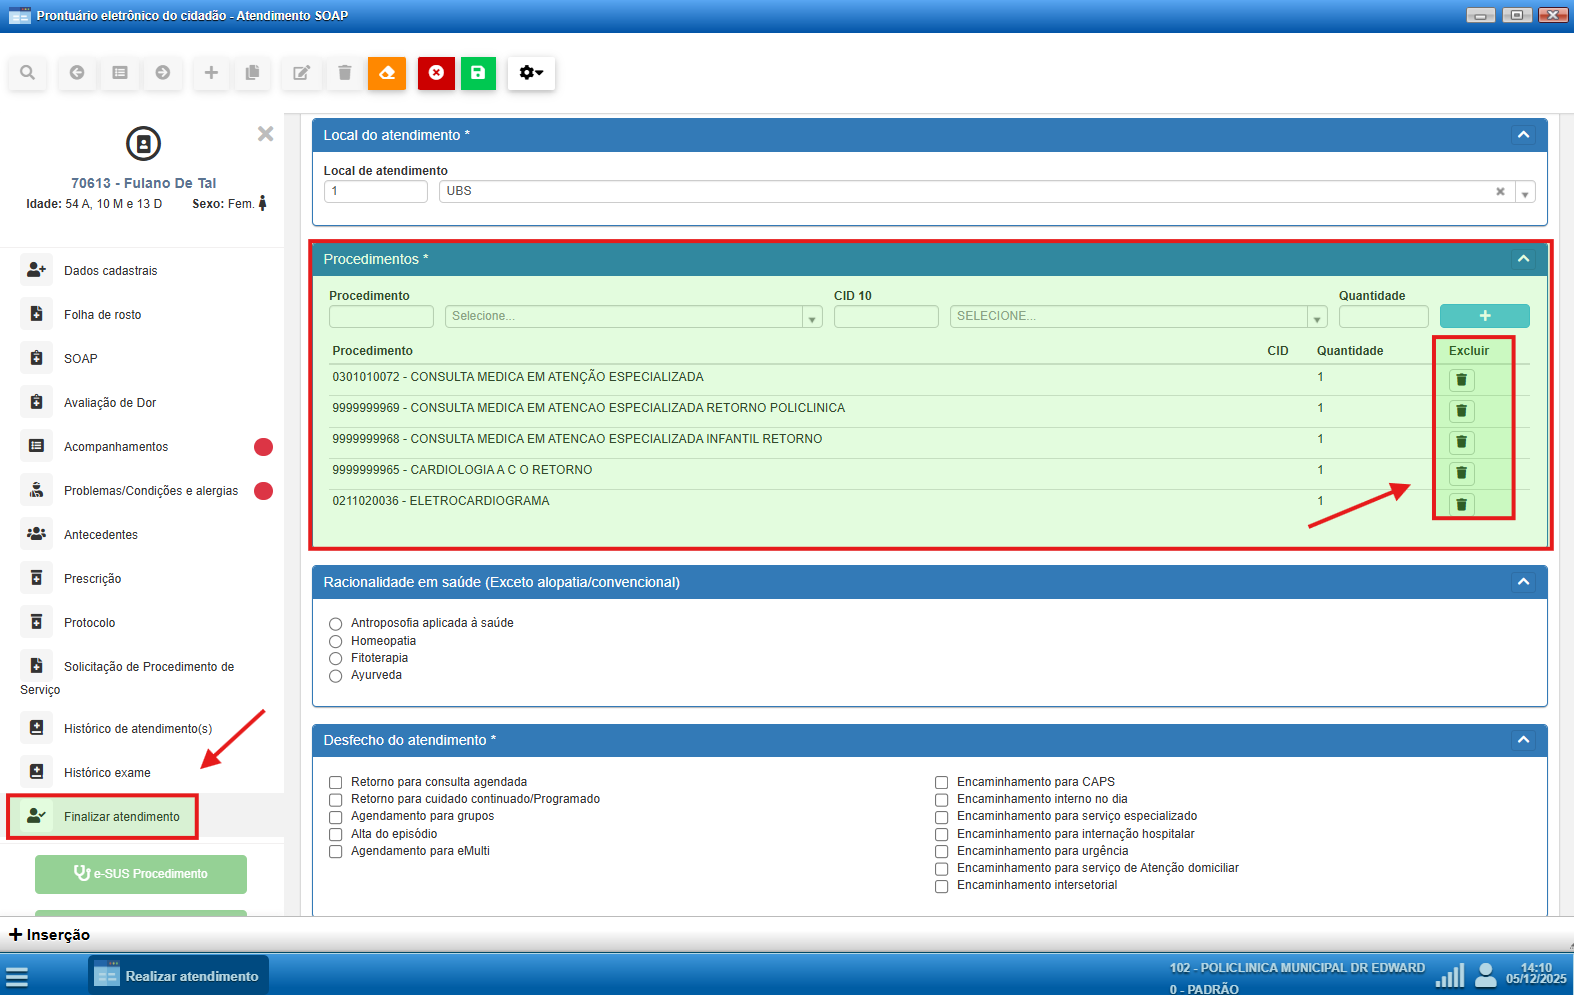 Prontuário eletrônico do cidadão - Atendimento SOAP
70613 - Fulano De Tal
Idade: 54 A, 10 M e 13 D Sexo: Fem.
Dados cadastrais
Folha de rosto
SOAP
Avaliação de Dor
Acompanhamentos
Problemas/Condições e alergias
Antecedentes
Prescrição
Protocolo
Solicitação de Procedimento de
Serviço
Histórico de atendimento(s)
Histórico exame
Finalizar atendimento
e-SUS Procedimento
Local do atendimento *
Local de atendimento
1 UBS
Procedimentos *
Procedimento CID 10 Quantidade
Selecione... SELECIONE...
Procedimento CID Quantidade Excluir
0301010072 - CONSULTA MEDICA EM ATENÇÃO ESPECIALIZADA 1
9999999969 - CONSULTA MEDICA EM ATENCAO ESPECIALIZADA RETORNO POLICLINICA 1
9999999968 - CONSULTA MEDICA EM ATENCAO ESPECIALIZADA INFANTIL RETORNO 1
9999999965 - CARDIOLOGIA A C O RETORNO 1
0211020036 - ELETROCARDIOGRAMA 1
Racionalidade em saúde (Exceto alopatia/convencional)
Antroposofia aplicada à saúde
Homeopatia
Fitoterapia
Ayurveda
Desfecho do atendimento *
Retorno para consulta agendada
Retorno para cuidado continuado/Programado
Agendamento para grupos
Alta do episódio
Agendamento para eMulti
Encaminhamento para CAPS
Encaminhamento interno no dia
Encaminhamento para serviço especializado
Encaminhamento para internação hospitalar
Encaminhamento para urgência
Encaminhamento para serviço de Atenção domiciliar
Encaminhamento intersetorial
Inserção
Realizar atendimento
102 - POLICLINICA MUNICIPAL DR EDWARD
0 - PADRÃO
14:10
05/12/2025